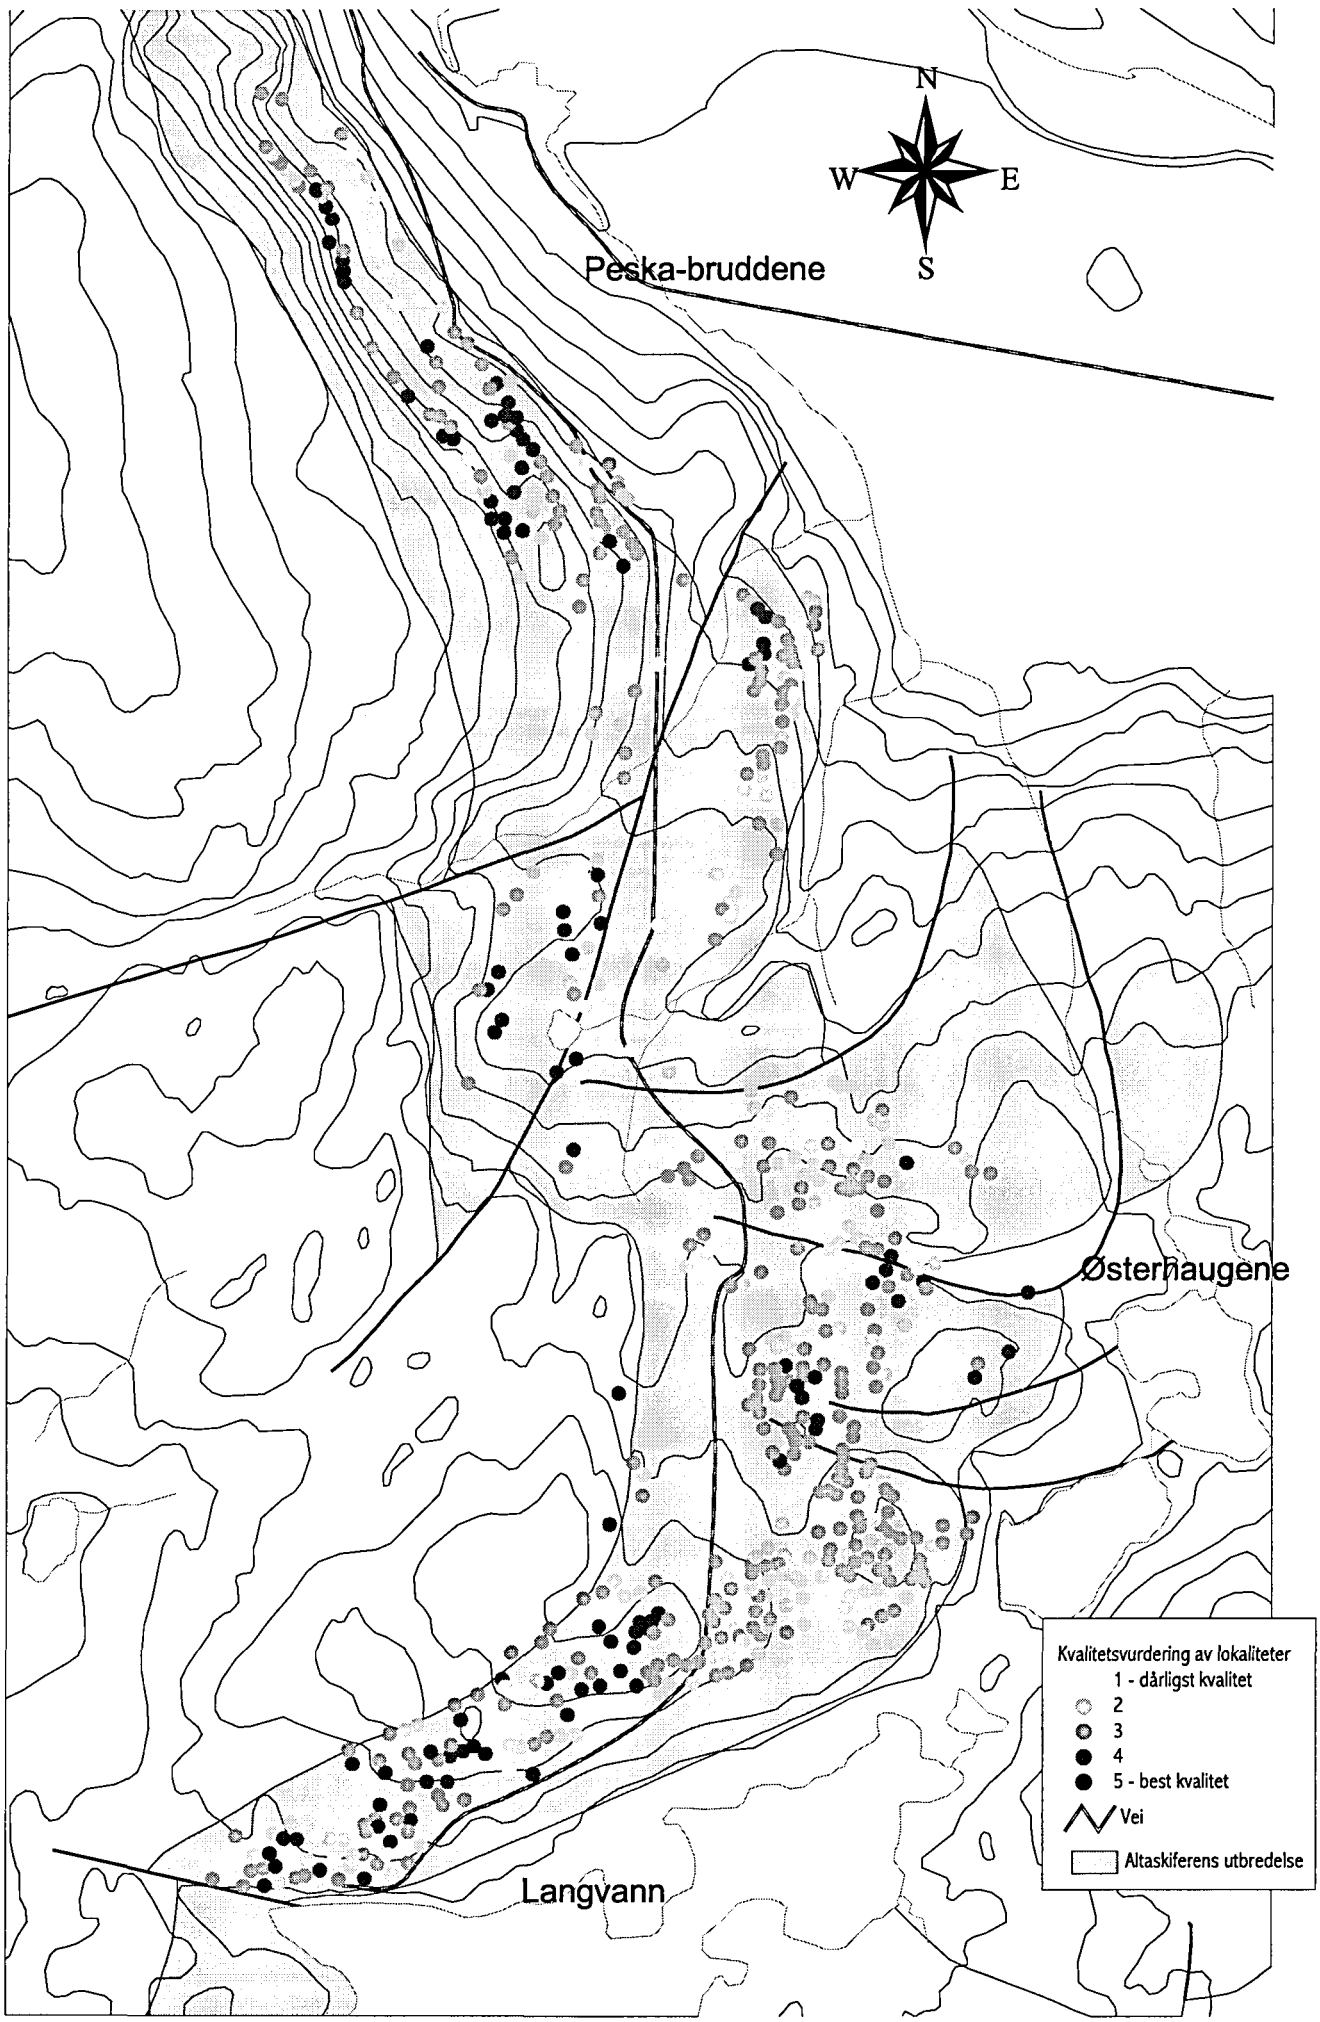 N
W E
S
Peska-bruddene
Østerhaugene
Kvalitetsvurdering av lokaliteter
1 - dårligst kvalitet
2
3
4
5 - best kvalitet
Vei
Altaskiferens utbredelse
Langvann